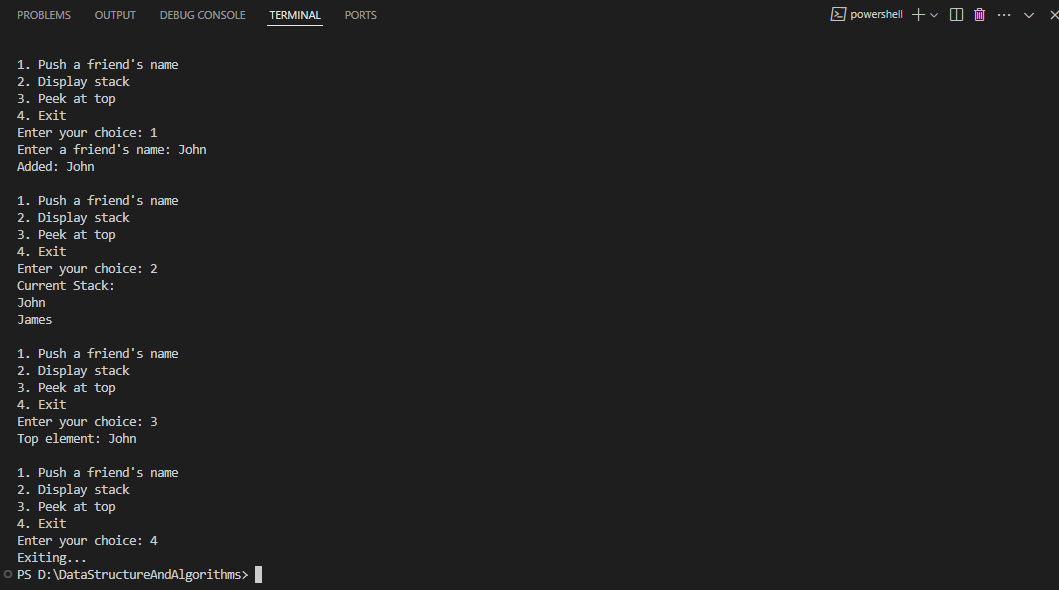 PROBLEMS OUTPUT DEBUG CONSOLE TERMINAL PORTS powershell
1. Push a friend's name
2. Display stack
3. Peek at top
4. Exit
Enter your choice: 1
Enter a friend's name: John
Added: John
1. Push a friend's name
2. Display stack
3. Peek at top
4. Exit
Enter your choice: 2
Current Stack:
John
James
1. Push a friend's name
2. Display stack
3. Peek at top
4. Exit
Enter your choice: 3
Top element: John
1. Push a friend's name
2. Display stack
3. Peek at top
4. Exit
Enter your choice: 4
Exiting...
PS D:\DataStructureAndAlgorithms>